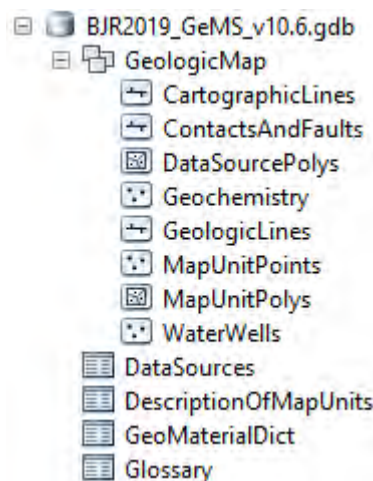 BJR2019_GeMS_v10.6.gdb
GeologicMap
CartographicLines
ContactsAndFaults
DataSourcePolys
Geochemistry
GeologicLines
MapUnitPoints
MapUnitPolys
WaterWells
DataSources
DescriptionOfMapUnits
GeoMaterialDict
Glossary